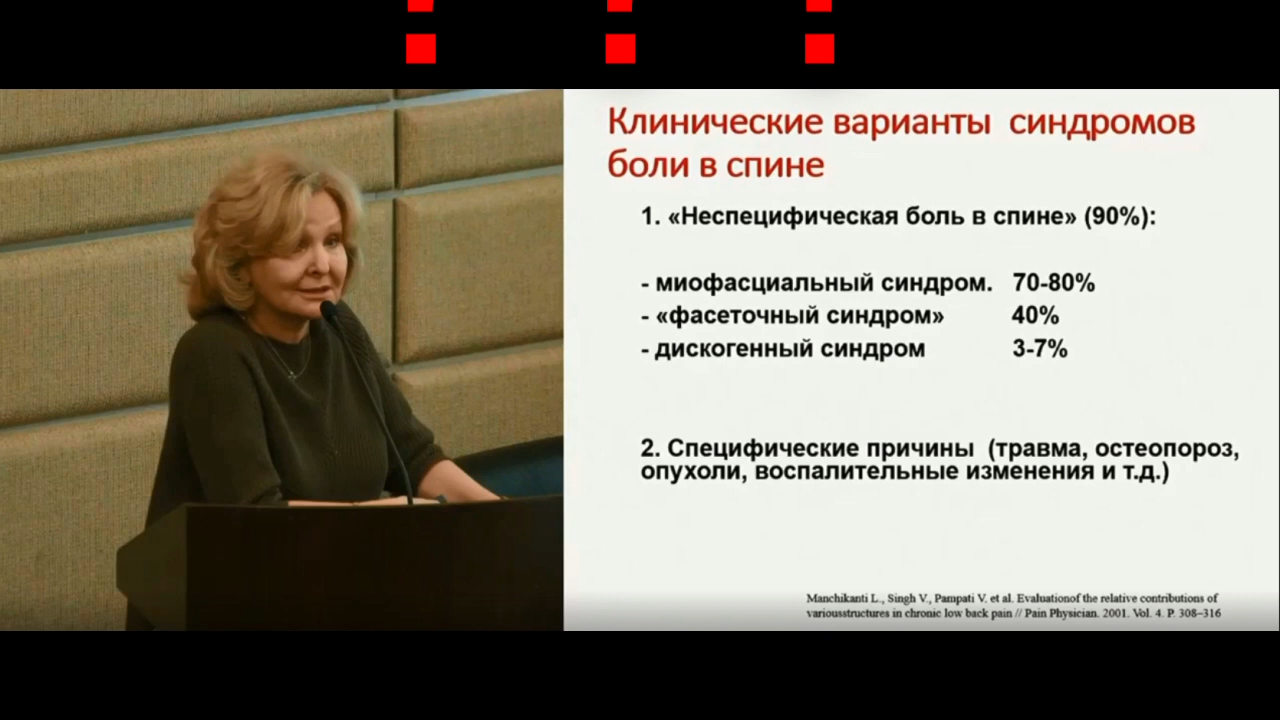 Клинические варианты синдромов
боли в спине
1. «Неспецифическая боль в спине» (90%):
- миофасциальный синдром. 70-80%
- «фасеточный синдром» 40%
- дискогенный синдром 3-7%
2. Специфические причины (травма, остеопороз,
опухоли, воспалительные изменения и т.д.)
Manchikanti L., Singh V., Pampati V. et al. Evaluationof the relative contributions of
variousstructures in chronic low back pain // Pain Physician. 2001. Vol. 4. P. 308–316